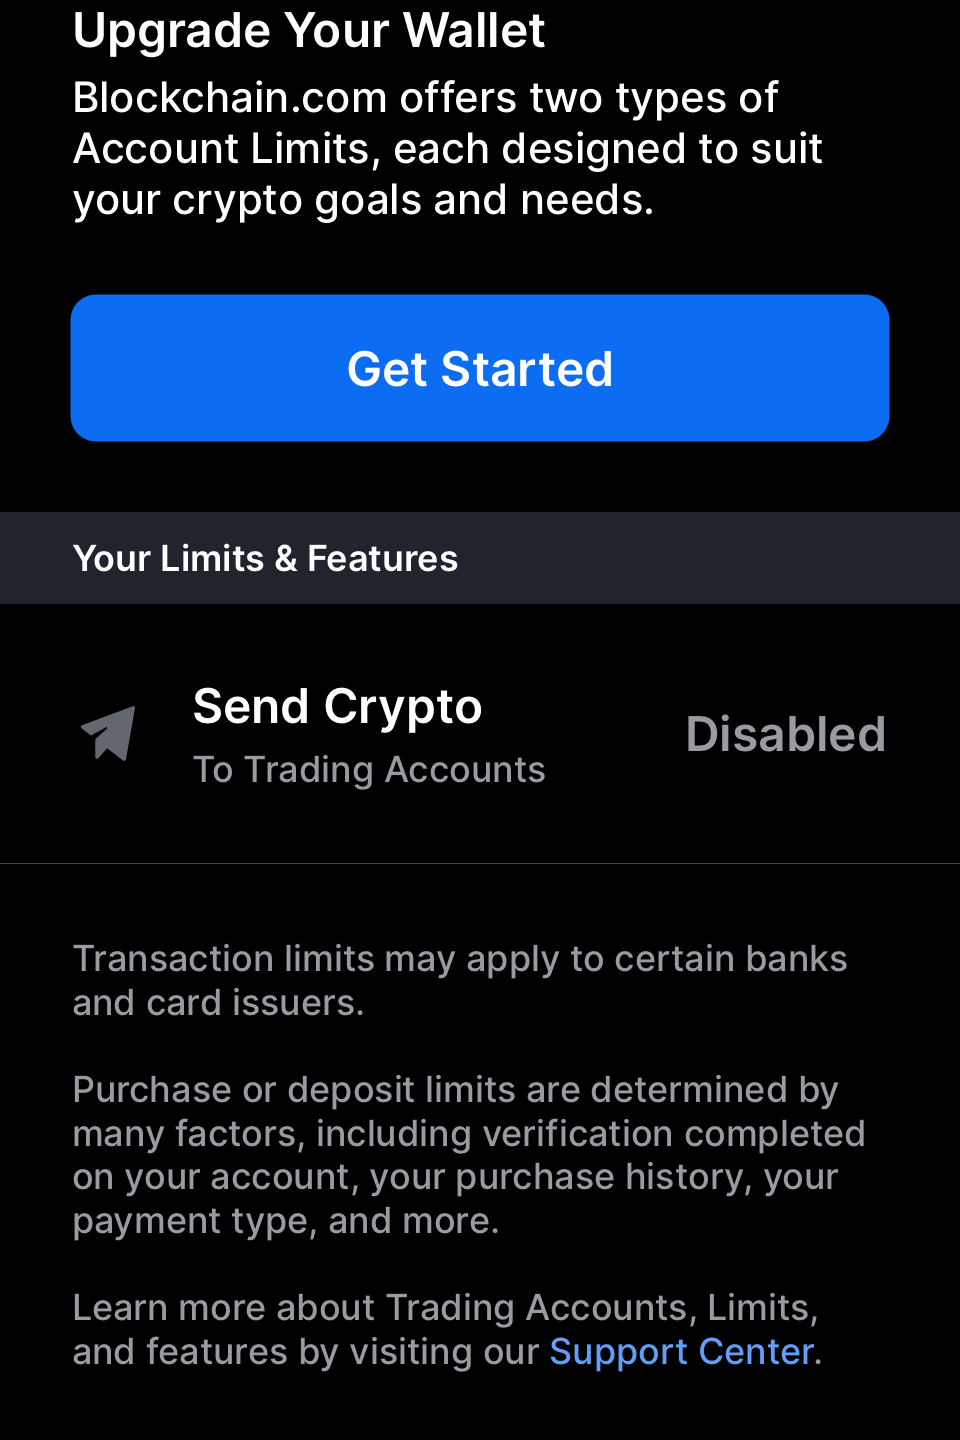 Upgrade Your Wallet
Blockchain.com offers two types of
Account Limits, each designed to suit
your crypto goals and needs.
Get Started
Your Limits & Features
Send Crypto
To Trading Accounts
Disabled
Transaction limits may apply to certain banks
and card issuers.
Purchase or deposit limits are determined by
many factors, including verification completed
on your account, your purchase history, your
payment type, and more.
Learn more about Trading Accounts, Limits,
and features by visiting our Support Center.